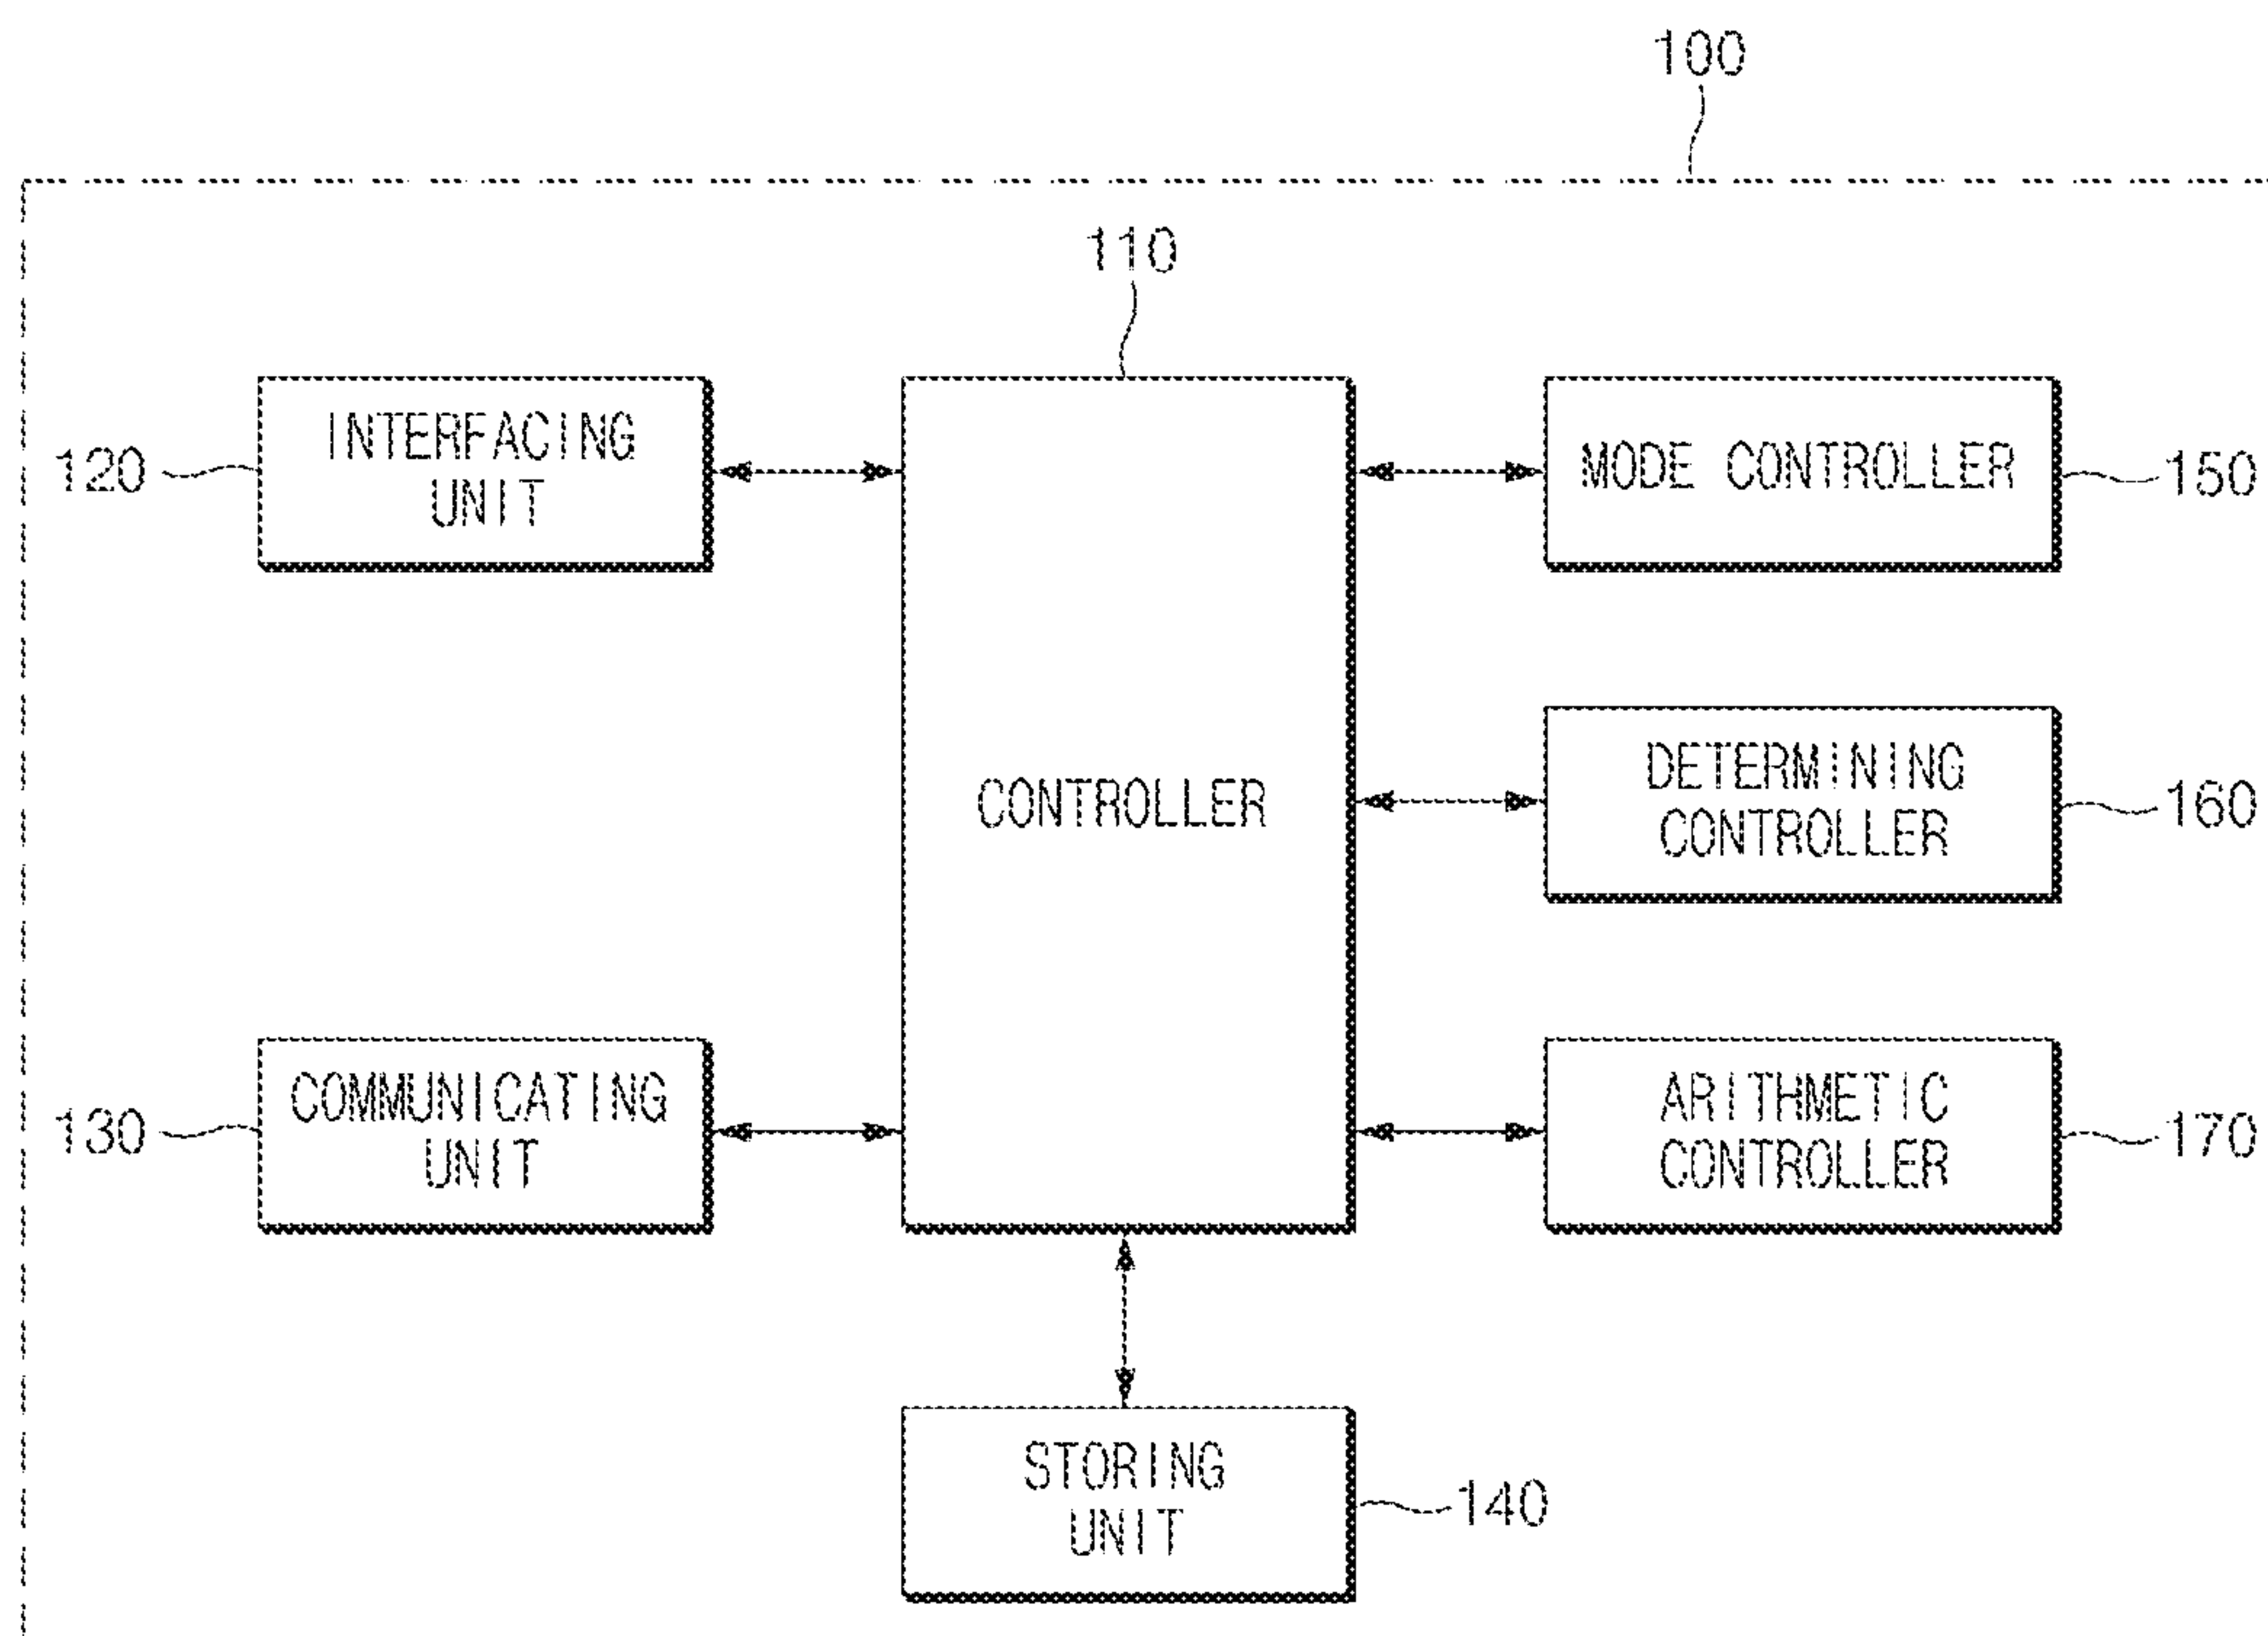 100
110
120
INTERFACING
UNIT
MODE CONTROLLER
150
CONTROLLER
DETERMINING
CONTROLLER
160
130
COMMUNICATING
UNIT
ARITHMETIC
CONTROLLER
170
STORING
UNIT
140